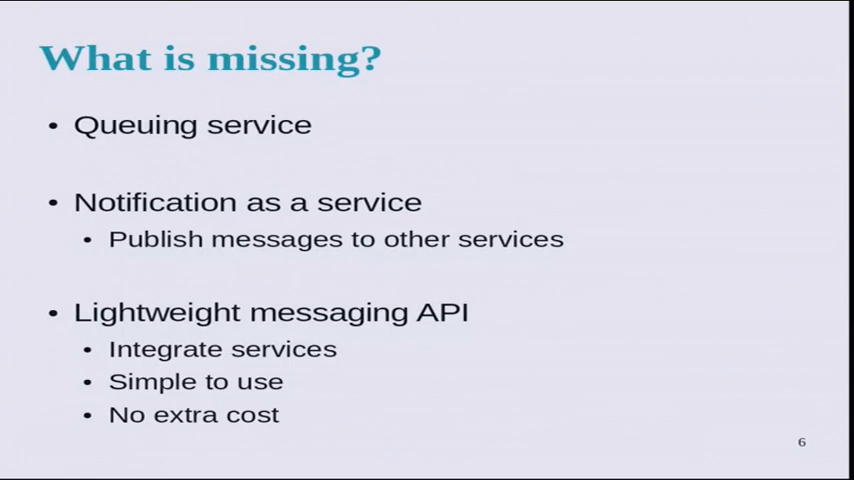 What is missing?
• Queuing service
• Notification as a service
• Publish messages to other services
• Lightweight messaging API
• Integrate services
• Simple to use
• No extra cost
6